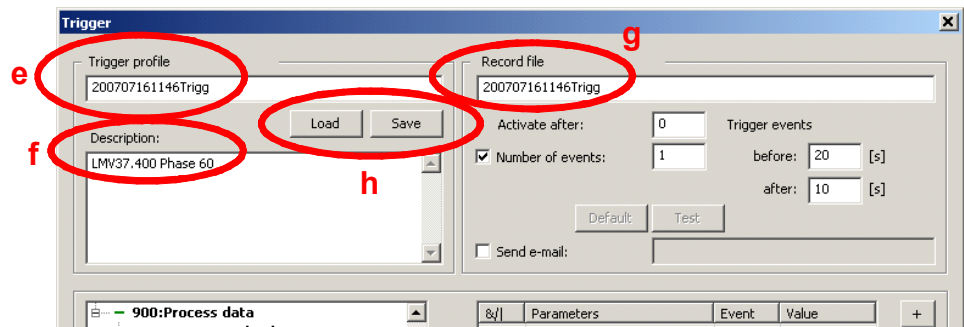 Trigger
g
Trigger profile
Record file
e
200707161146Trigg
200707161146Trigg
Load
Save
Activate after:
0
Trigger events
f
Description:
LMV37.400 Phase 60
Number of events:
1
before:
20
[s]
h
after:
10
[s]
Default
Test
Send e-mail:
900:Process data
&/|
Parameters
Event
Value
+